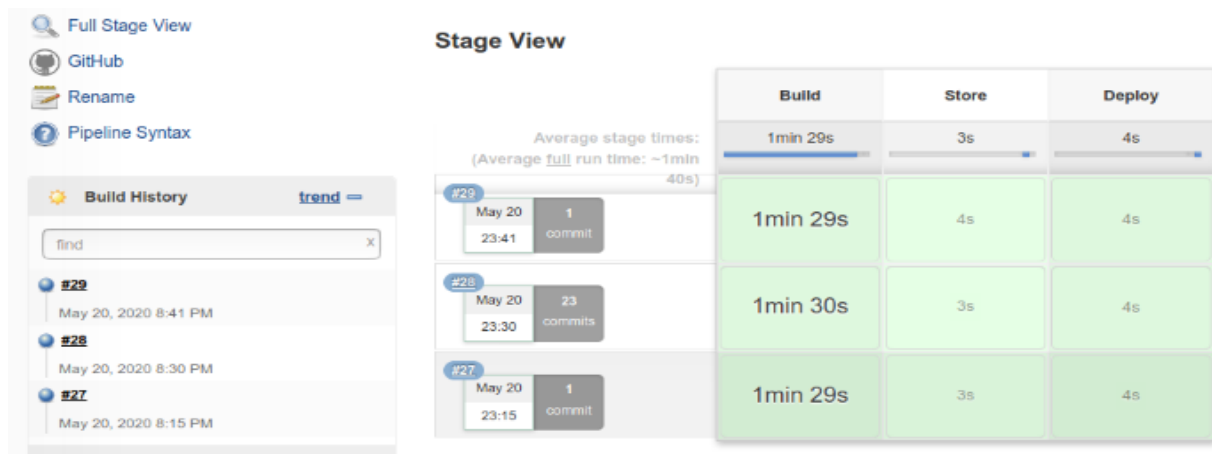 Full Stage View
GitHub
Rename
Pipeline Syntax
Build History trend
find x
#29
May 20, 2020 8:41 PM
#28
May 20, 2020 8:30 PM
#27
May 20, 2020 8:15 PM
Stage View
Build Store Deploy
Average stage times:
(Average full run time: ~1min
40s)
1min 29s 3s 4s
#29
May 20 1
23:41 commit
1min 29s 4s 4s
#28
May 20 23
23:30 commits
1min 30s 3s 4s
#27
May 20 1
23:15 commit
1min 29s 3s 4s